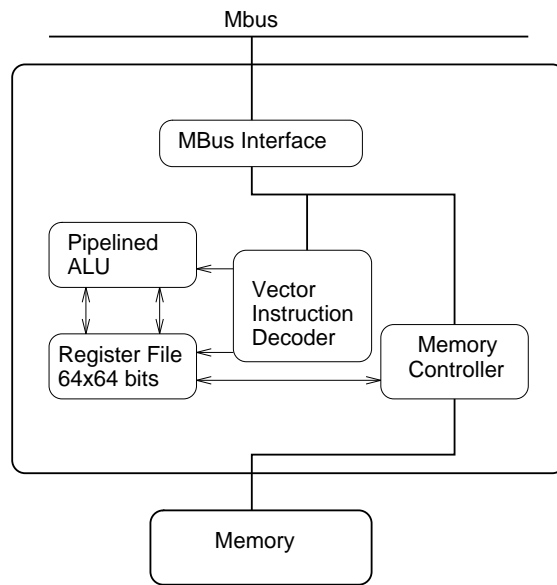 Mbus
MBus Interface
Pipelined
ALU
Vector
Instruction
Decoder
Register File
64x64 bits
Memory
Controller
Memory